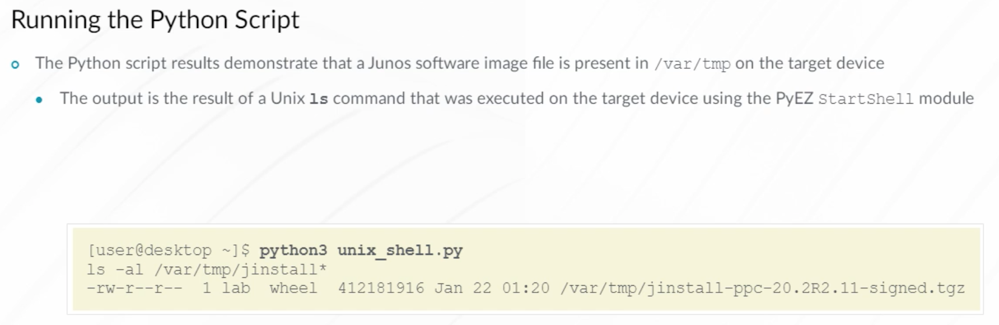 Running the Python Script
The Python script results demonstrate that a Junos software image file is present in /var/tmp on the target device
The output is the result of a Unix ls command that was executed on the target device using the PyEZ StartShell module
[user@desktop ~]$ python3 unix_shell.py
ls -al /var/tmp/jinstall*
-rw-r--r--  1 lab  wheel  412181916 Jan 22 01:20 /var/tmp/jinstall-ppc-20.2R2.11-signed.tgz